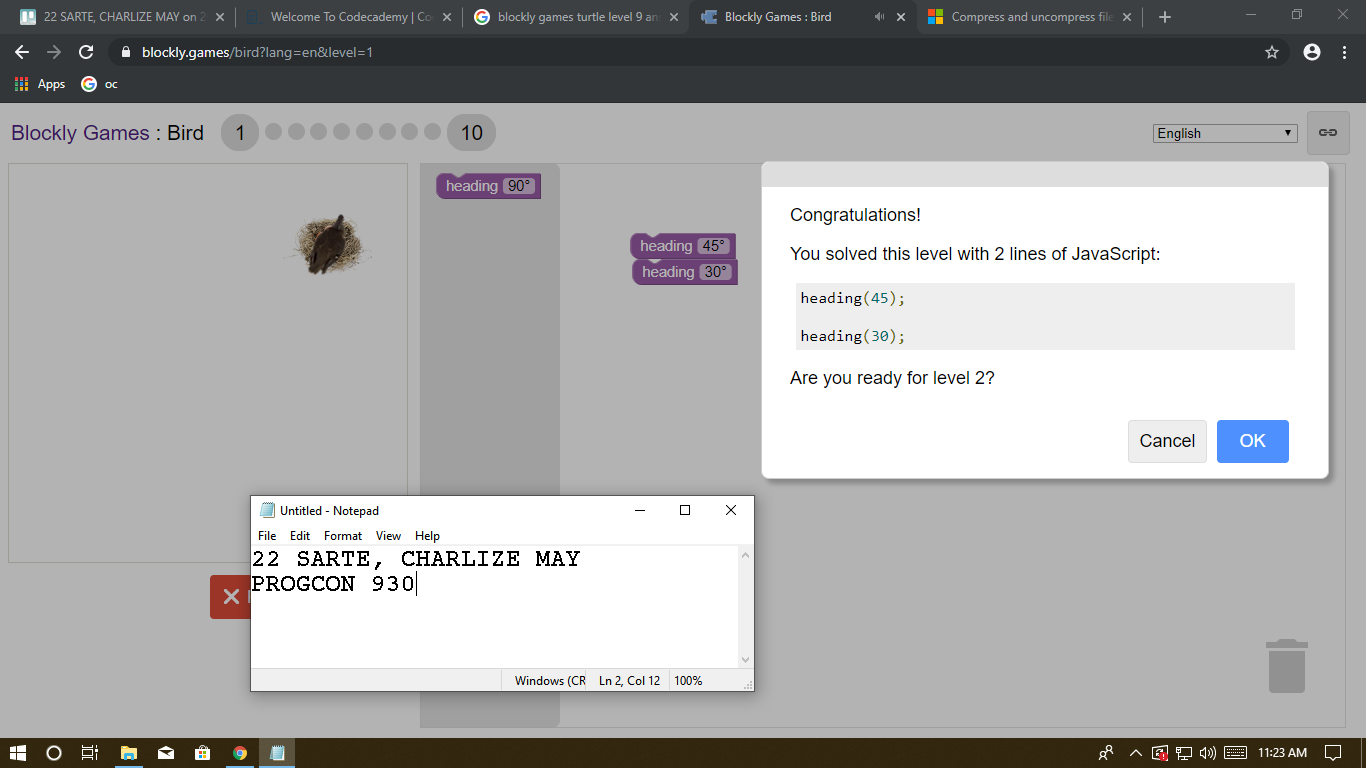 22 SARTE, CHARLIZE MAY on 2
Welcome To Codecademy | Co
blockly games turtle level 9 an
Blockly Games : Bird
Compress and uncompress file
blockly.games/bird?lang=en&level=1
Apps
oc
Blockly Games : Bird
1
10
English
heading 90°
heading 45°
heading 30°
Congratulations!
You solved this level with 2 lines of JavaScript:
heading(45);
heading(30);
Are you ready for level 2?
Cancel
OK
Untitled - Notepad
File Edit Format View Help
22 SARTE, CHARLIZE MAY
PROGCON 930
Windows (CR
Ln 2, Col 12
100%
11:23 AM